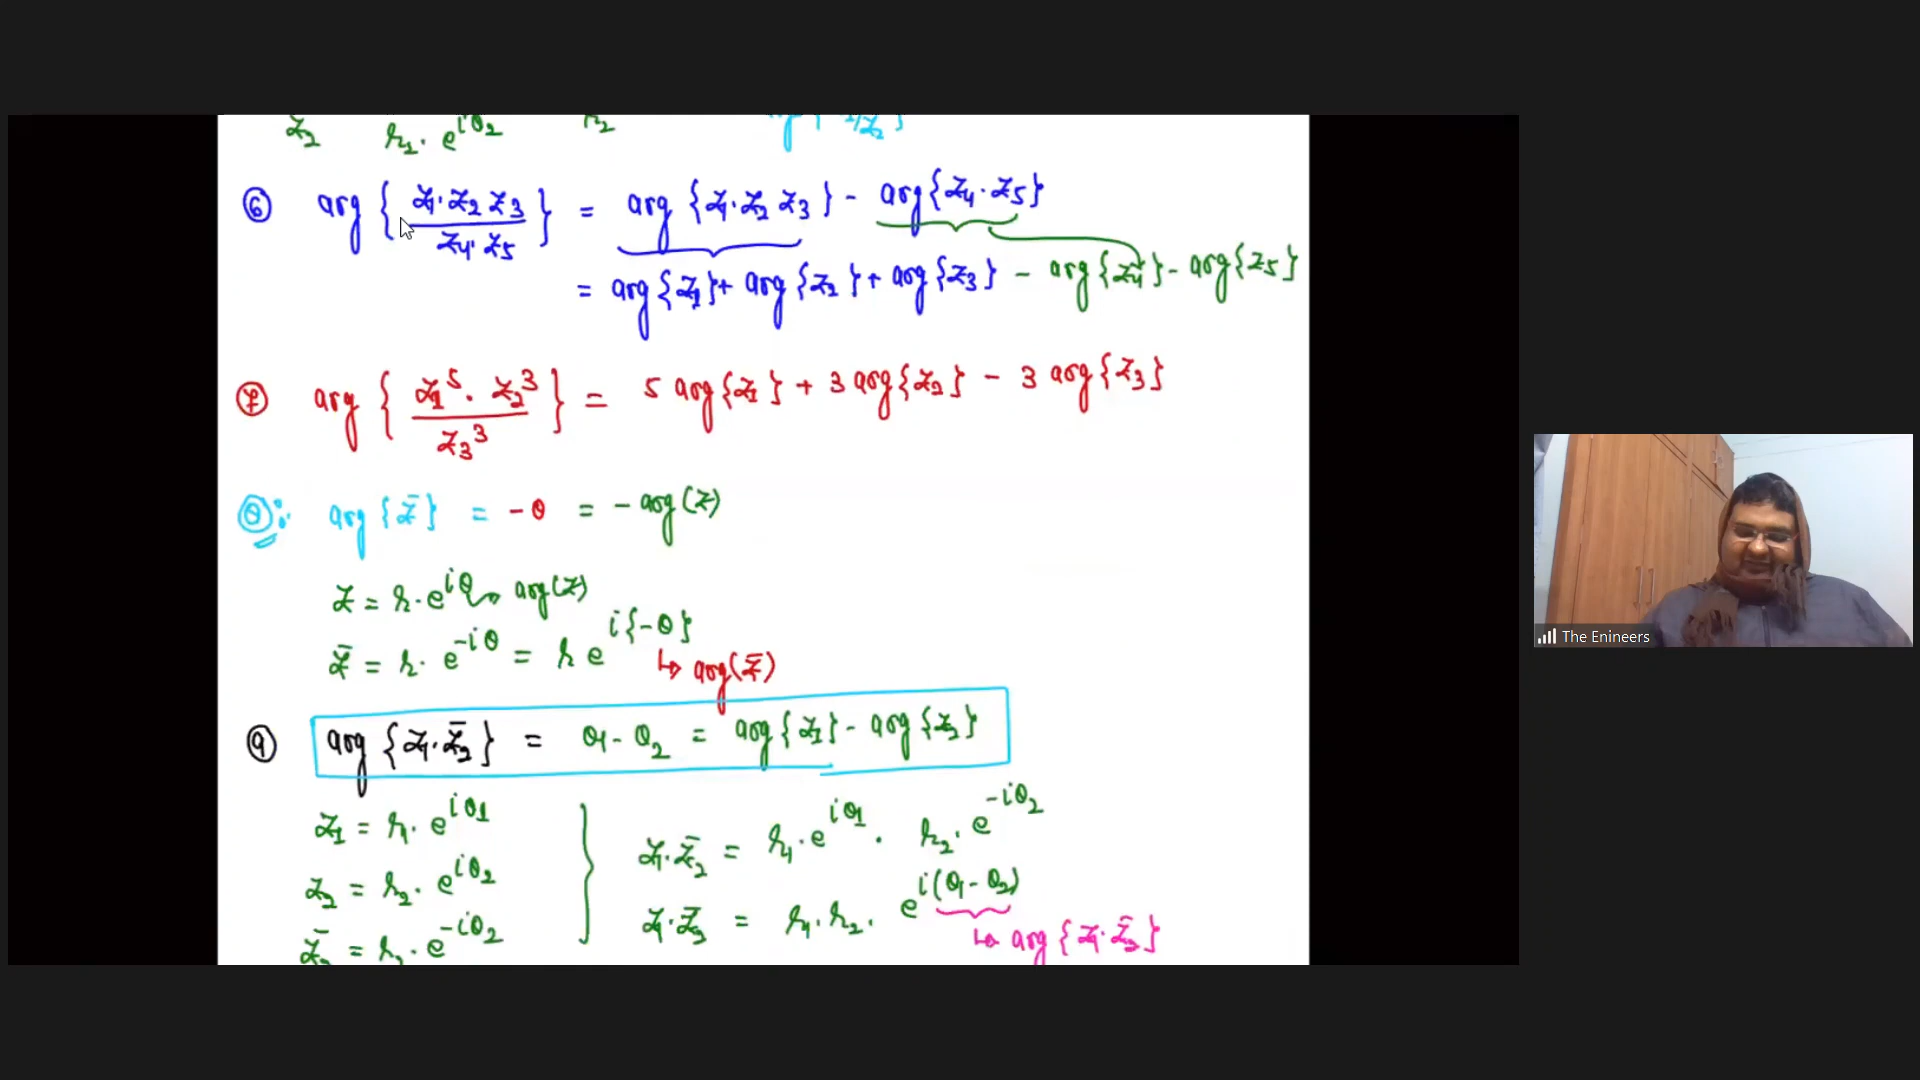 z₂ r₂. e^{iθ₂} r₂
⑥ arg { z₁.z₂ z₃ / z₄. z₅ } = arg {z₁.z₂ z₃} - arg{z₄.z₅}
= arg{z₁}+ arg{z₂}+ arg{z₃} - arg{z₄}- arg{z₅}
⑦ arg { z₁⁵ . z₂³ / z₃³ } = 5 arg{z₁} + 3 arg{z₂} - 3 arg{z₃}
⑧: arg{z̄} = -θ = -arg(z)
z = r.e^{iθ} → arg(z)
z̄ = r. e^{-iθ} = r e^{i{-θ}}
↳ arg(z̄)
⑨ arg {z₁.z̄₂} = θ₁-θ₂ = arg{z₁}- arg{z₂}
z₁ = r₁. e^{iθ₁}
z₂ = r₂. e^{iθ₂}
z̄₂ = r₂. e^{-iθ₂}
z₁.z̄₂ = r₁.e^{iθ₁} . r₂. e^{-iθ₂}
z₁.z̄₂ = r₁.r₂. e^{i(θ₁-θ₂)}
↳ arg {z₁.z̄₂}
The Enineers